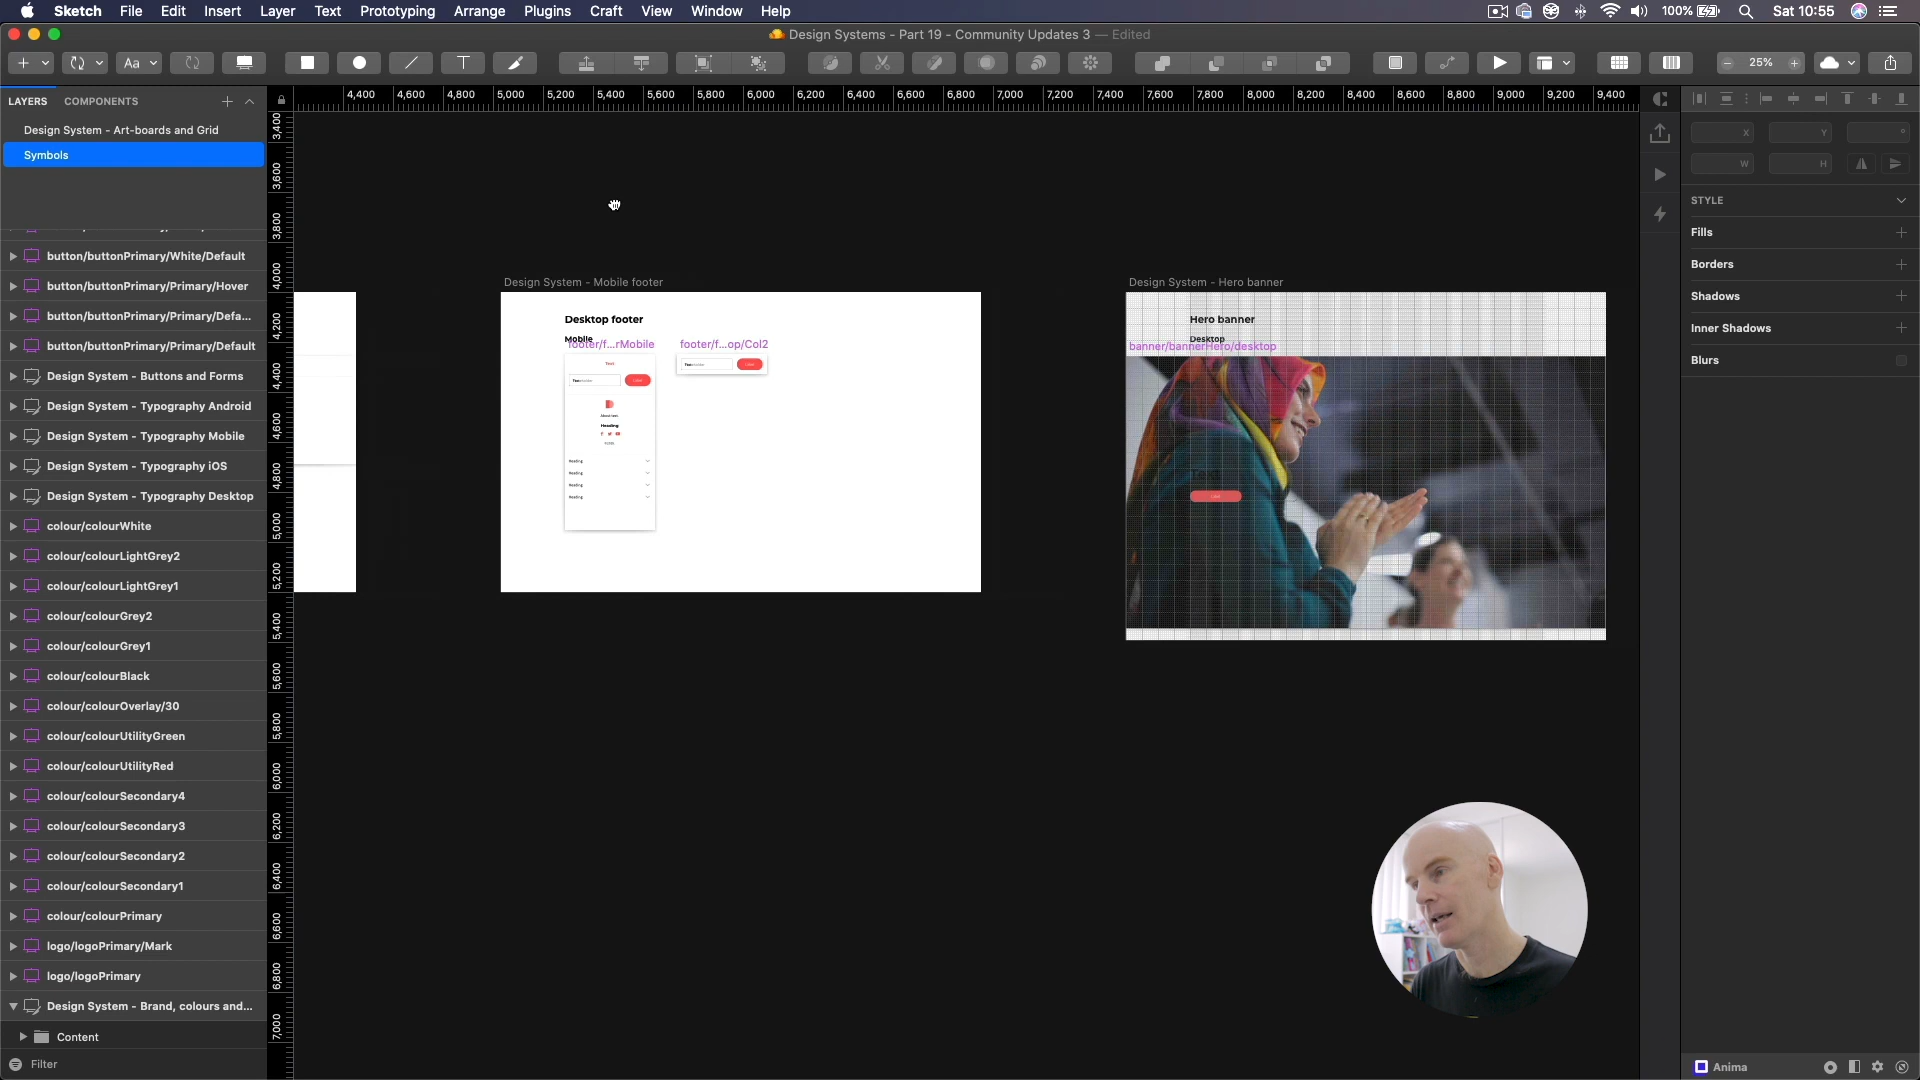 Sketch File Edit Insert Layer Text Prototyping Arrange Plugins Craft View Window Help 100% Sat 10:55
Design Systems - Part 19 - Community Updates 3 — Edited
Aa T 25%
LAYERS COMPONENTS
4,400 4,600 4,800 5,000 5,200 5,400 5,600 5,800 6,000 6,200 6,400 6,600 6,800 7,000 7,200 7,400 7,600 7,800 8,000 8,200 8,400 8,600 8,800 9,000 9,200 9,400
3,400
3,600
3,800
4,000
4,200
4,400
4,600
4,800
5,000
5,200
5,400
5,600
5,800
6,000
6,200
6,400
6,600
6,800
7,000
Design System - Art-boards and Grid
Symbols
button/buttonPrimary/White/Default
button/buttonPrimary/Primary/Hover
button/buttonPrimary/Primary/Defa...
button/buttonPrimary/Primary/Default
Design System - Buttons and Forms
Design System - Typography Android
Design System - Typography Mobile
Design System - Typography iOS
Design System - Typography Desktop
colour/colourWhite
colour/colourLightGrey2
colour/colourLightGrey1
colour/colourGrey2
colour/colourGrey1
colour/colourBlack
colour/colourOverlay/30
colour/colourUtilityGreen
colour/colourUtilityRed
colour/colourSecondary4
colour/colourSecondary3
colour/colourSecondary2
colour/colourSecondary1
colour/colourPrimary
logo/logoPrimary/Mark
logo/logoPrimary
Design System - Brand, colours and...
Content
Filter
Design System - Mobile footer
Desktop footer
Mobile
footer/f...rMobile
footer/f...op/Col2
Text
About text
Heading
Heading
Heading
Heading
Heading
Design System - Hero banner
Hero banner
Desktop
banner/bannerHero/desktop
Text
Label
X Y °
W H
STYLE
Fills
Borders
Shadows
Inner Shadows
Blurs
Anima